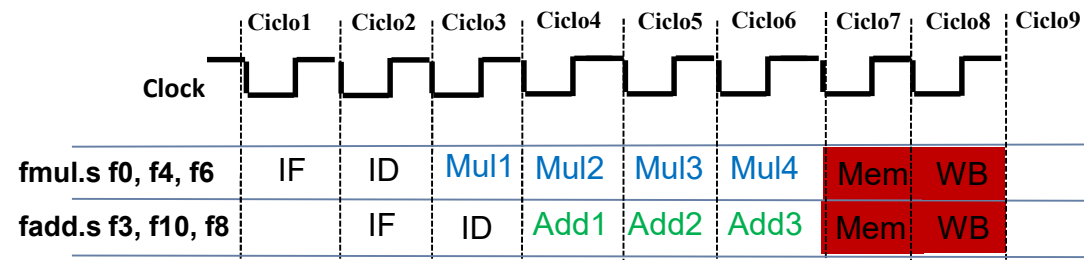 Ciclo1 Ciclo2 Ciclo3 Ciclo4 Ciclo5 Ciclo6 Ciclo7 Ciclo8 Ciclo9
Clock
fmul.s f0, f4, f6 IF ID Mul1 Mul2 Mul3 Mul4 Mem WB
fadd.s f3, f10, f8 IF ID Add1 Add2 Add3 Mem WB